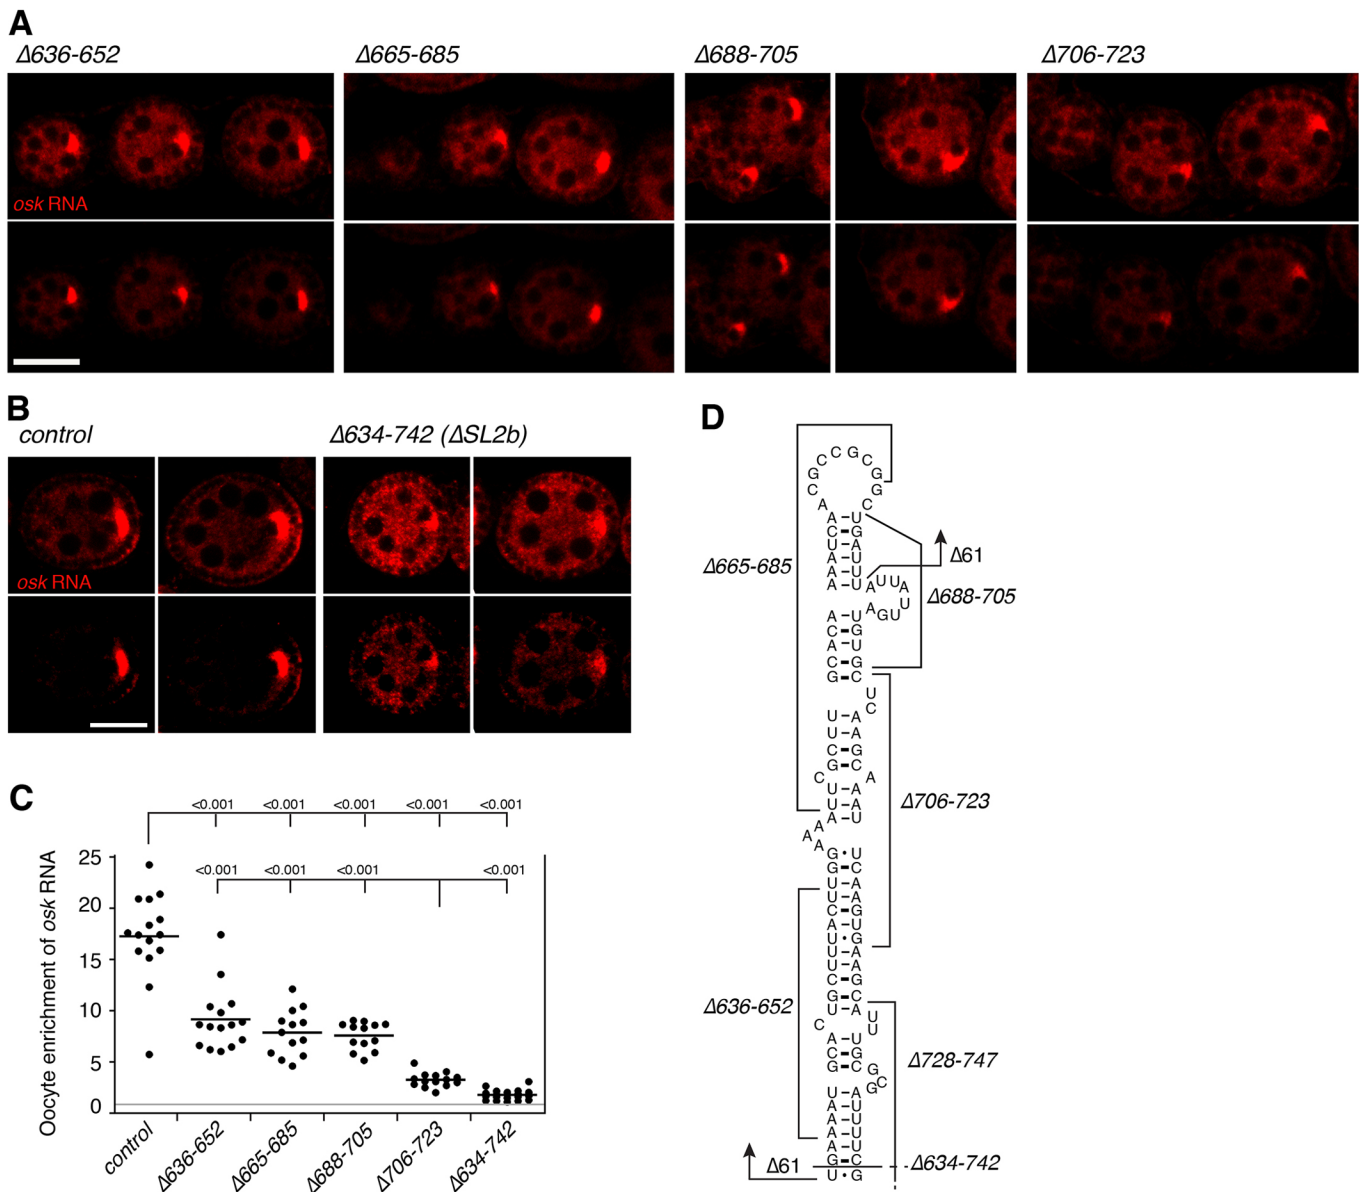 A
Δ636-652
Δ665-685
Δ688-705
Δ706-723
osk RNA
B
control
Δ634-742 (ΔSL2b)
osk RNA
C
<0.001 <0.001 <0.001 <0.001 <0.001
<0.001 <0.001 <0.001 <0.001
Oocyte enrichment of osk RNA
25
20
15
10
5
0
control
Δ636-652
Δ665-685
Δ688-705
Δ706-723
Δ634-742
D
Δ665-685
Δ61
Δ688-705
Δ706-723
Δ636-652
Δ728-747
Δ61
Δ634-742